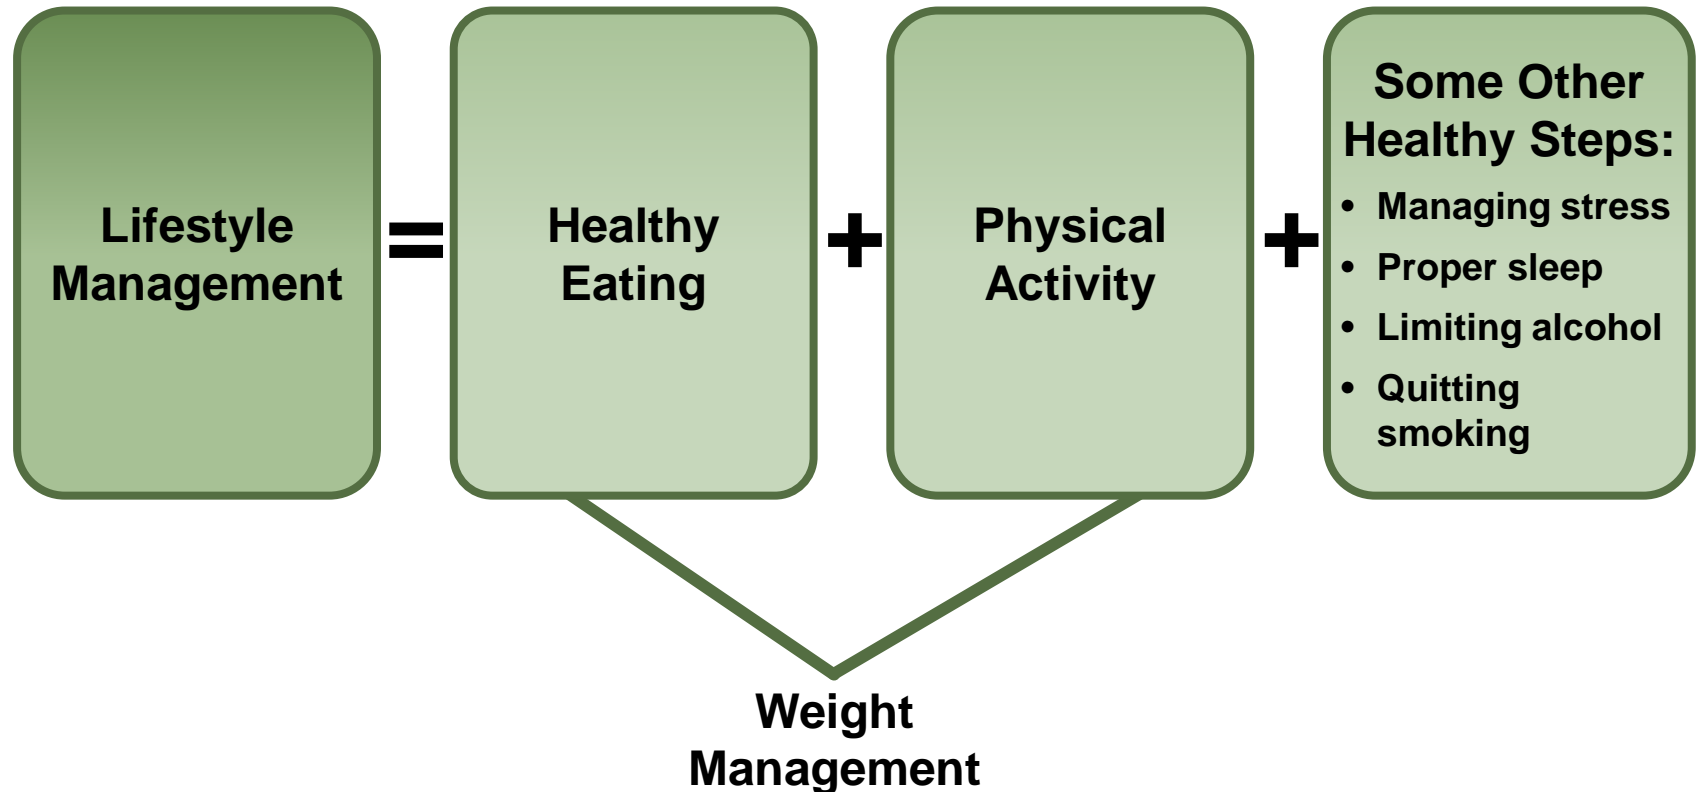 Lifestyle
Management
=
Healthy
Eating
+
Physical
Activity
+
Some Other
Healthy Steps:
• Managing stress
• Proper sleep
• Limiting alcohol
• Quitting
smoking
Weight
Management